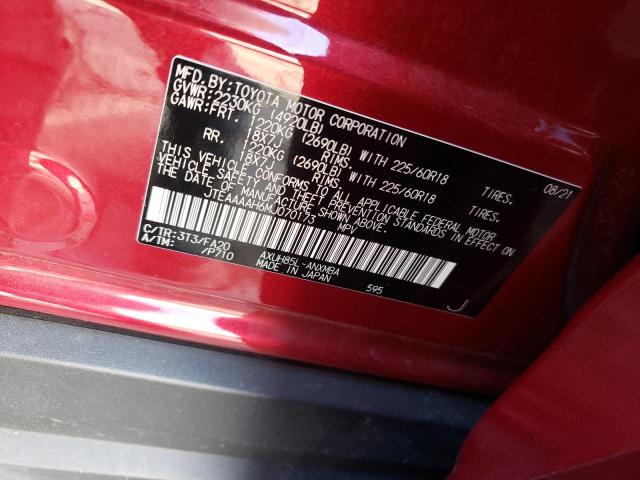 MFD.BY:TOYOTA MOTOR CORPORATION 08/21
GVWR:2230KG (4920LB)
GAWR:FRT. 1220KG (2690LB) WITH 225/60R18 TIRES.
18X7J RIMS.
RR. 1220KG (2690LB) WITH 225/60R18 TIRES.
18X7J RIMS.
THIS VEHICLE CONFORMS TO ALL APPLICABLE FEDERAL MOTOR
VEHICLE SAFETY AND THEFT PREVENTION STANDARDS IN EFFECT ON
THE DATE OF MANUFACTURE SHOWN ABOVE.
JTEAAAAH6MJ070173 MPV
C/TR:3T3/FA20 AXUH85L-ANXMBA
A/TM: /P710 MADE IN JAPAN 595 J